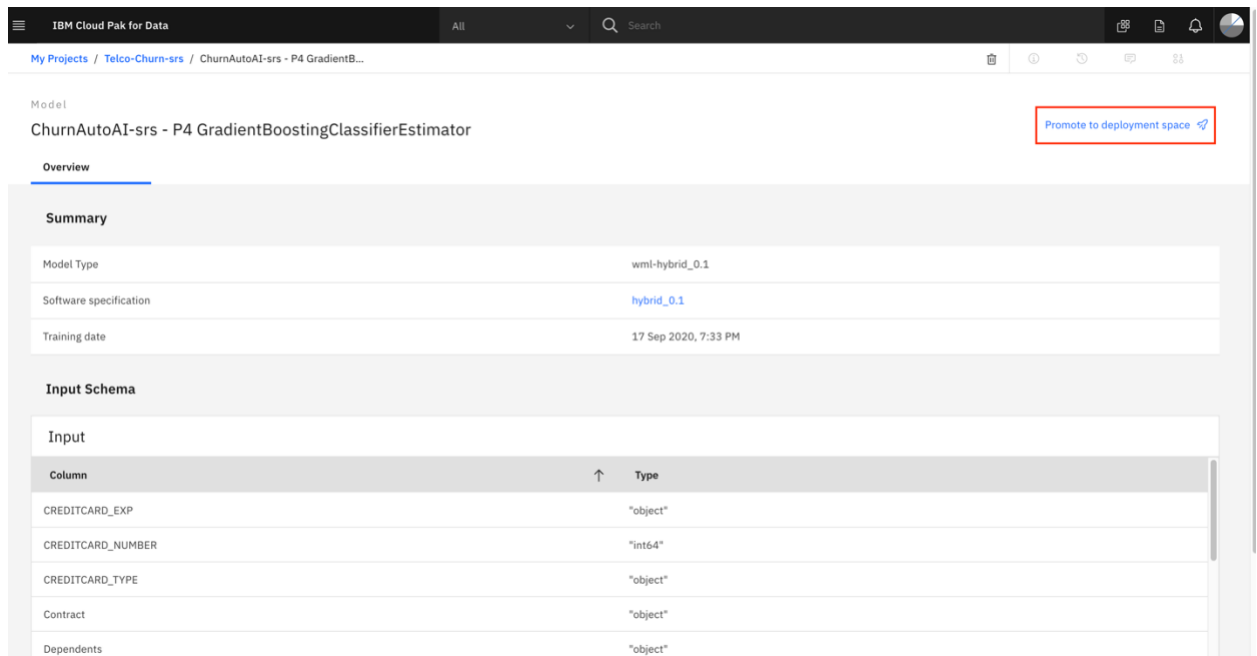 IBM Cloud Pak for Data All Search
My Projects / Telco-Churn-srs / ChurnAutoAI-srs - P4 GradientB...
Model
ChurnAutoAI-srs - P4 GradientBoostingClassifierEstimator
Promote to deployment space
Overview
Summary
Model Type wml-hybrid_0.1
Software specification hybrid_0.1
Training date 17 Sep 2020, 7:33 PM
Input Schema
Input
Column Type
CREDITCARD_EXP "object"
CREDITCARD_NUMBER "int64"
CREDITCARD_TYPE "object"
Contract "object"
Dependents "object"